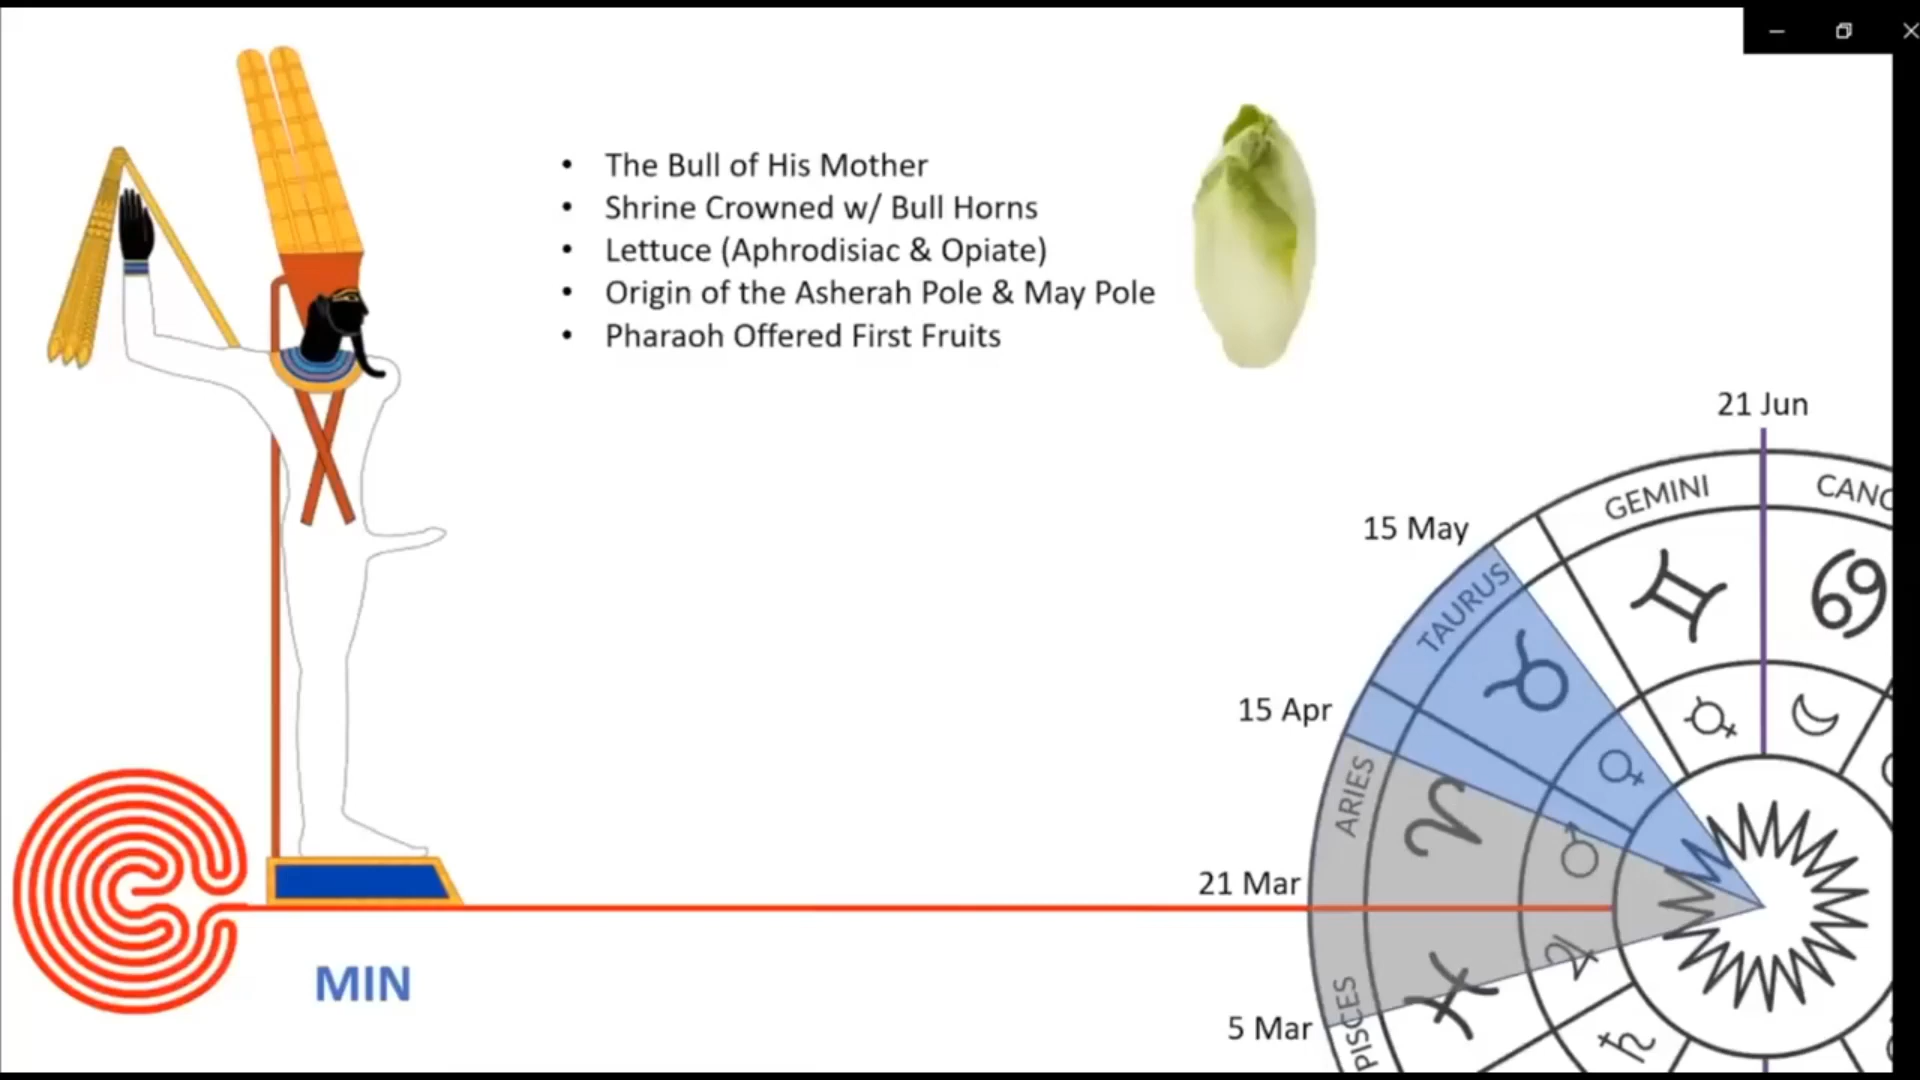 • The Bull of His Mother
• Shrine Crowned w/ Bull Horns
• Lettuce (Aphrodisiac & Opiate)
• Origin of the Asherah Pole & May Pole
• Pharaoh Offered First Fruits
21 Jun
GEMINI
CANC
15 May
TAURUS
15 Apr
ARIES
21 Mar
MIN
5 Mar
PISCES